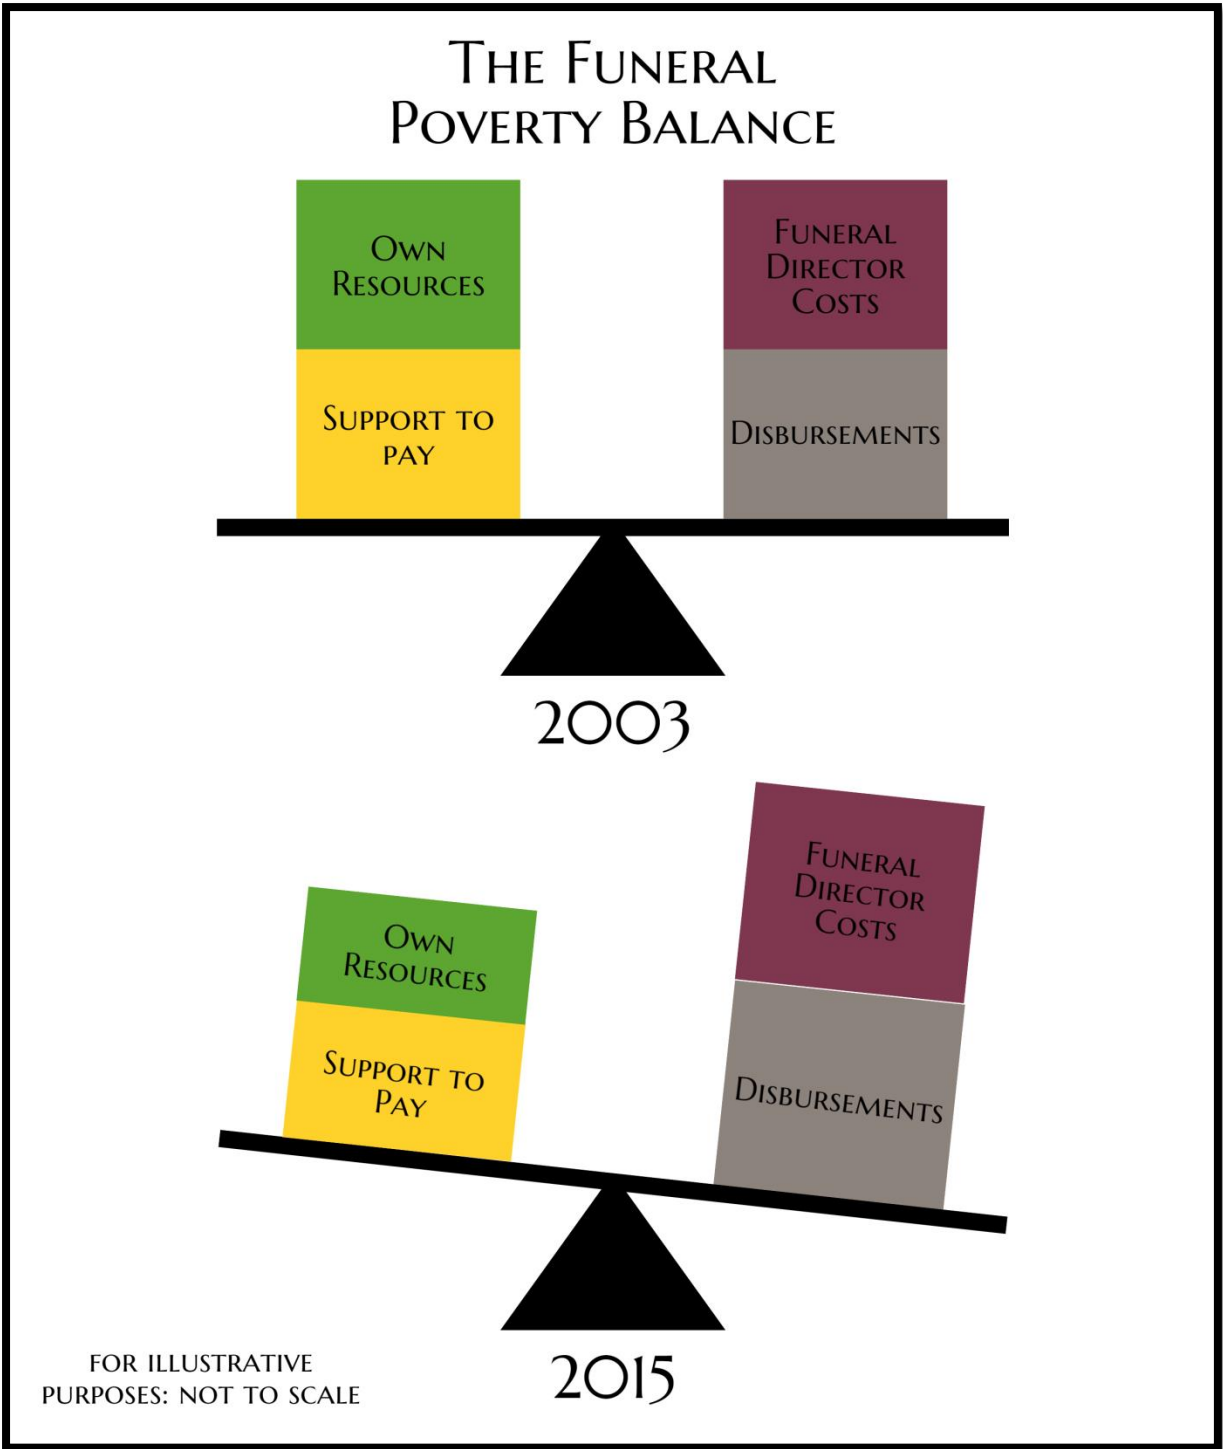 The Funeral
Poverty Balance
Own
Resources
Support to
pay
Funeral
Director
Costs
Disbursements
2003
Own
Resources
Support to
Pay
Funeral
Director
Costs
Disbursements
2015
for illustrative
purposes: not to scale